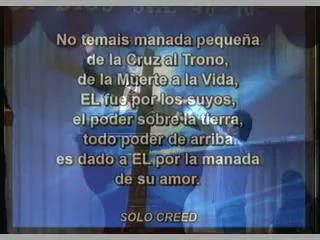 No temais manada pequeña
de la Cruz al Trono,
de la Muerte a la Vida,
EL fue por los suyos,
el poder sobre la tierra,
todo poder de arriba
es dado a EL por la manada
de su amor.
SOLO CREED